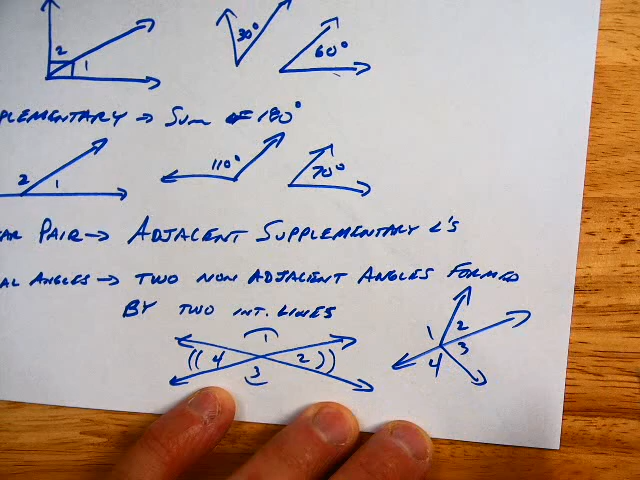 2 1 30° 60°
PLEMENTARY → SUM OF 180°
2 1 110° 70°
AR PAIR → ADJACENT SUPPLEMENTARY ∠'S
AL ANGLES → TWO NON ADJACENT ANGLES FORMED
BY TWO INT. LINES
1 2 3 4 1 2 3 4